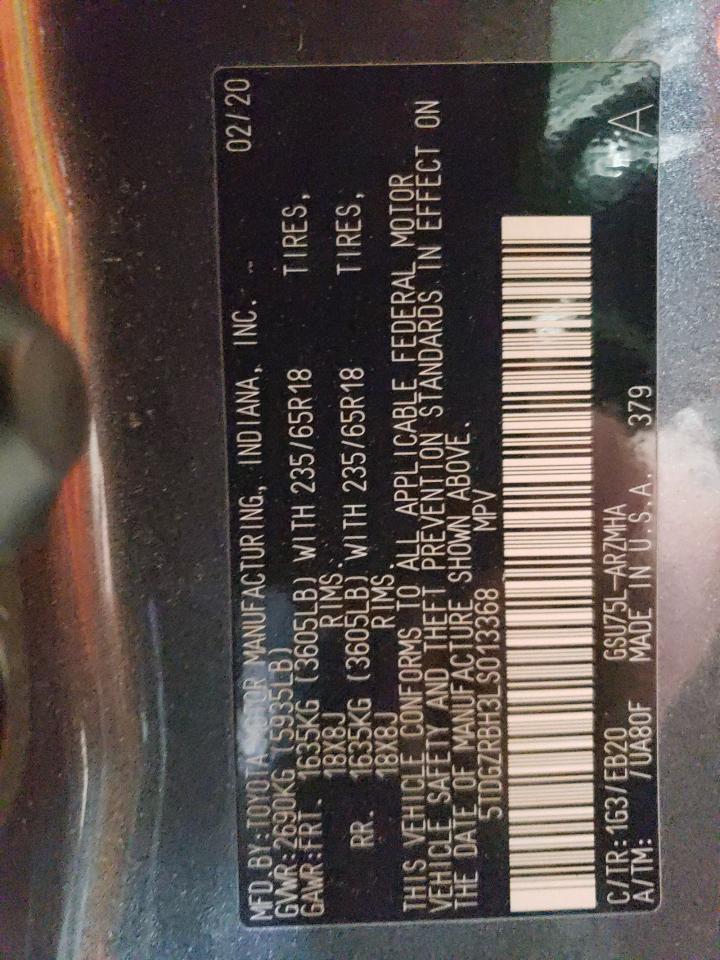 MFD.BY:TOYOTA MOTOR MANUFACTURING, INDIANA, INC. 02/20
GVWR:2690KG (5935LB)
GAWR:FRT. 1635KG (3605LB) WITH 235/65R18 TIRES,
18X8J RIMS.
RR. 1635KG (3605LB) WITH 235/65R18 TIRES,
18X8J RIMS.
THIS VEHICLE CONFORMS TO ALL APPLICABLE FEDERAL MOTOR
VEHICLE SAFETY AND THEFT PREVENTION STANDARDS IN EFFECT ON
THE DATE OF MANUFACTURE SHOWN ABOVE.
5TDGZRBH3LS013368 MPV
C/TR:1G3/EB20 GSU75L-ARZMHA
A/TM: /UA80F MADE IN U.S.A. 379 A